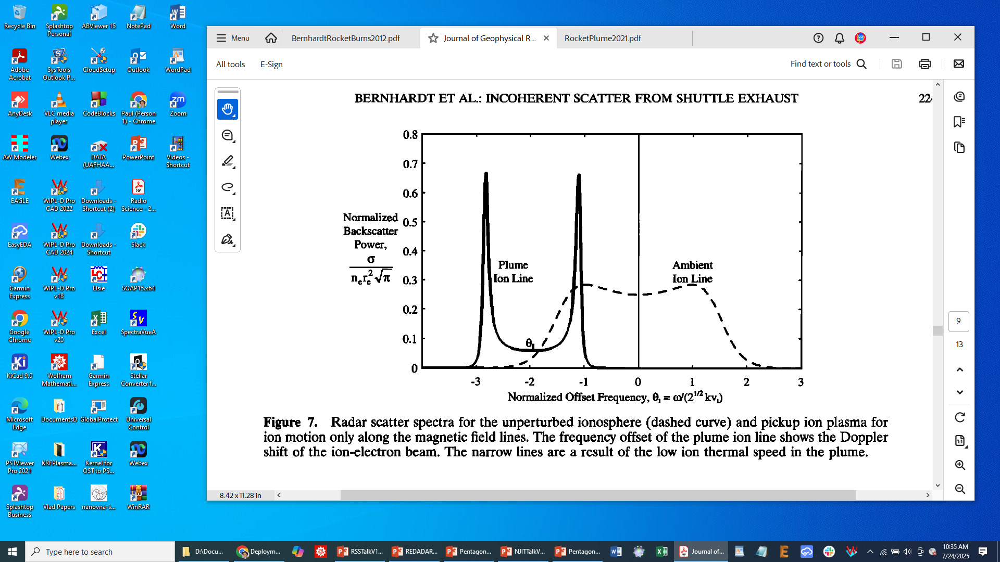 Recycle Bin
Splashtop Personal
ABViewer 15
NotePad
Word
Adobe Acrobat
SysTools Outlook P...
CloudSetup
Outlook
WordPad
AnyDesk
VLC media player
CodeBlocks
Paul (Person 1) - Chrome
Zoom
AW Modeler
Webex
DATA (UAFHAA...
PowerPoint
Videos - Shortcut
EAGLE
WIPL-D Pro CAD 2022
Downloads - Shortcut (2)
Radio Science - 2...
EasyEDA
WIPL-D Pro CAD 2024
Downloads - Shortcut
Slack
Garmin Express
WIPL-D Pro v18
Elsie
SOAP15.x64
Google Chrome
WIPL-D Pro v20
Excel
SpectraVueA
KiCad 9.0
Wolfram Mathemati...
Garmin Express
Stellar Converter f...
Microsoft Edge
DocumentsD
GlobalProtect
Universal Control
PSTViewer Pro 2021
KRFPlasma...
Kernel for OST to PS...
Webex
Splashtop Business
Vlad Papers
nanovna-s...
WinRAR
Menu
BernhardtRocketBurns2012.pdf
Journal of Geophysical R...
RocketPlume2021.pdf
All tools
E-Sign
Find text or tools
BERNHARDT ET AL.: INCOHERENT SCATTER FROM SHUTTLE EXHAUST
224
0.8
0.7
0.6
0.5
0.4
0.3
0.2
0.1
0
Normalized
Backscatter
Power,
σ
nₑrₑ²√π
Plume
Ion Line
Ambient
Ion Line
θᵢ
-3 -2 -1 0 1 2 3
Normalized Offset Frequency, θᵢ = ω/(2^1/2 kvᵢ)
Figure 7. Radar scatter spectra for the unperturbed ionosphere (dashed curve) and pickup ion plasma for
ion motion only along the magnetic field lines. The frequency offset of the plume ion line shows the Doppler
shift of the ion-electron beam. The narrow lines are a result of the low ion thermal speed in the plume.
9
13
1:1
8.42 x 11.28 in
Type here to search
D:\Docu...
Deploym...
RSSTalkV1...
REDADAR...
Pentagon...
NJITTalkV...
Pentagon...
Journal of...
10:35 AM
7/24/2025